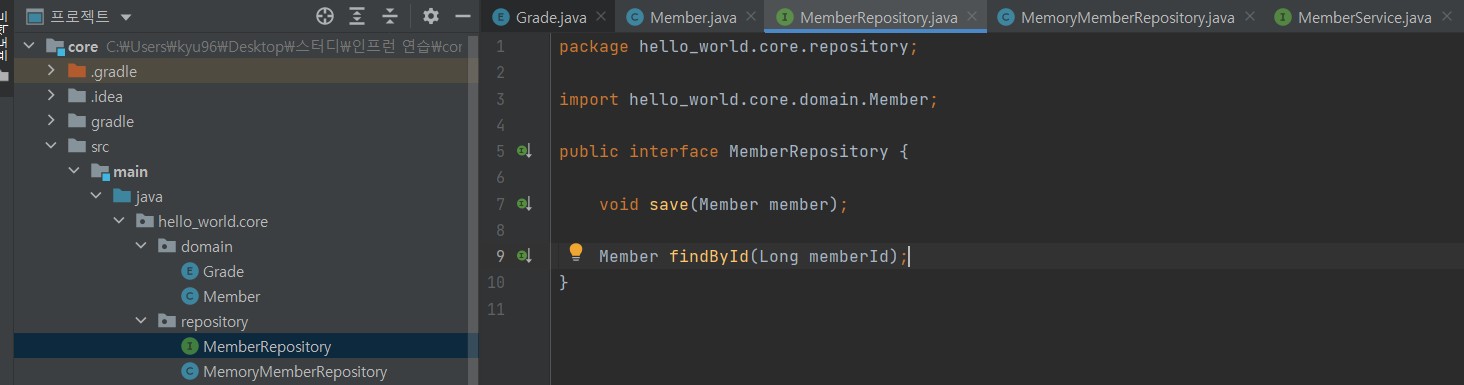 프로젝트
Grade.java
Member.java
MemberRepository.java
MemoryMemberRepository.java
MemberService.java
core C:₩Users₩kyu96₩Desktop₩스터디₩인프런 연습₩cor
.gradle
.idea
gradle
src
main
java
hello_world.core
domain
Grade
Member
repository
MemberRepository
MemoryMemberRepository
1 package hello_world.core.repository;
2
3 import hello_world.core.domain.Member;
4
5 public interface MemberRepository {
6
7 void save(Member member);
8
9 Member findById(Long memberId);
10 }
11